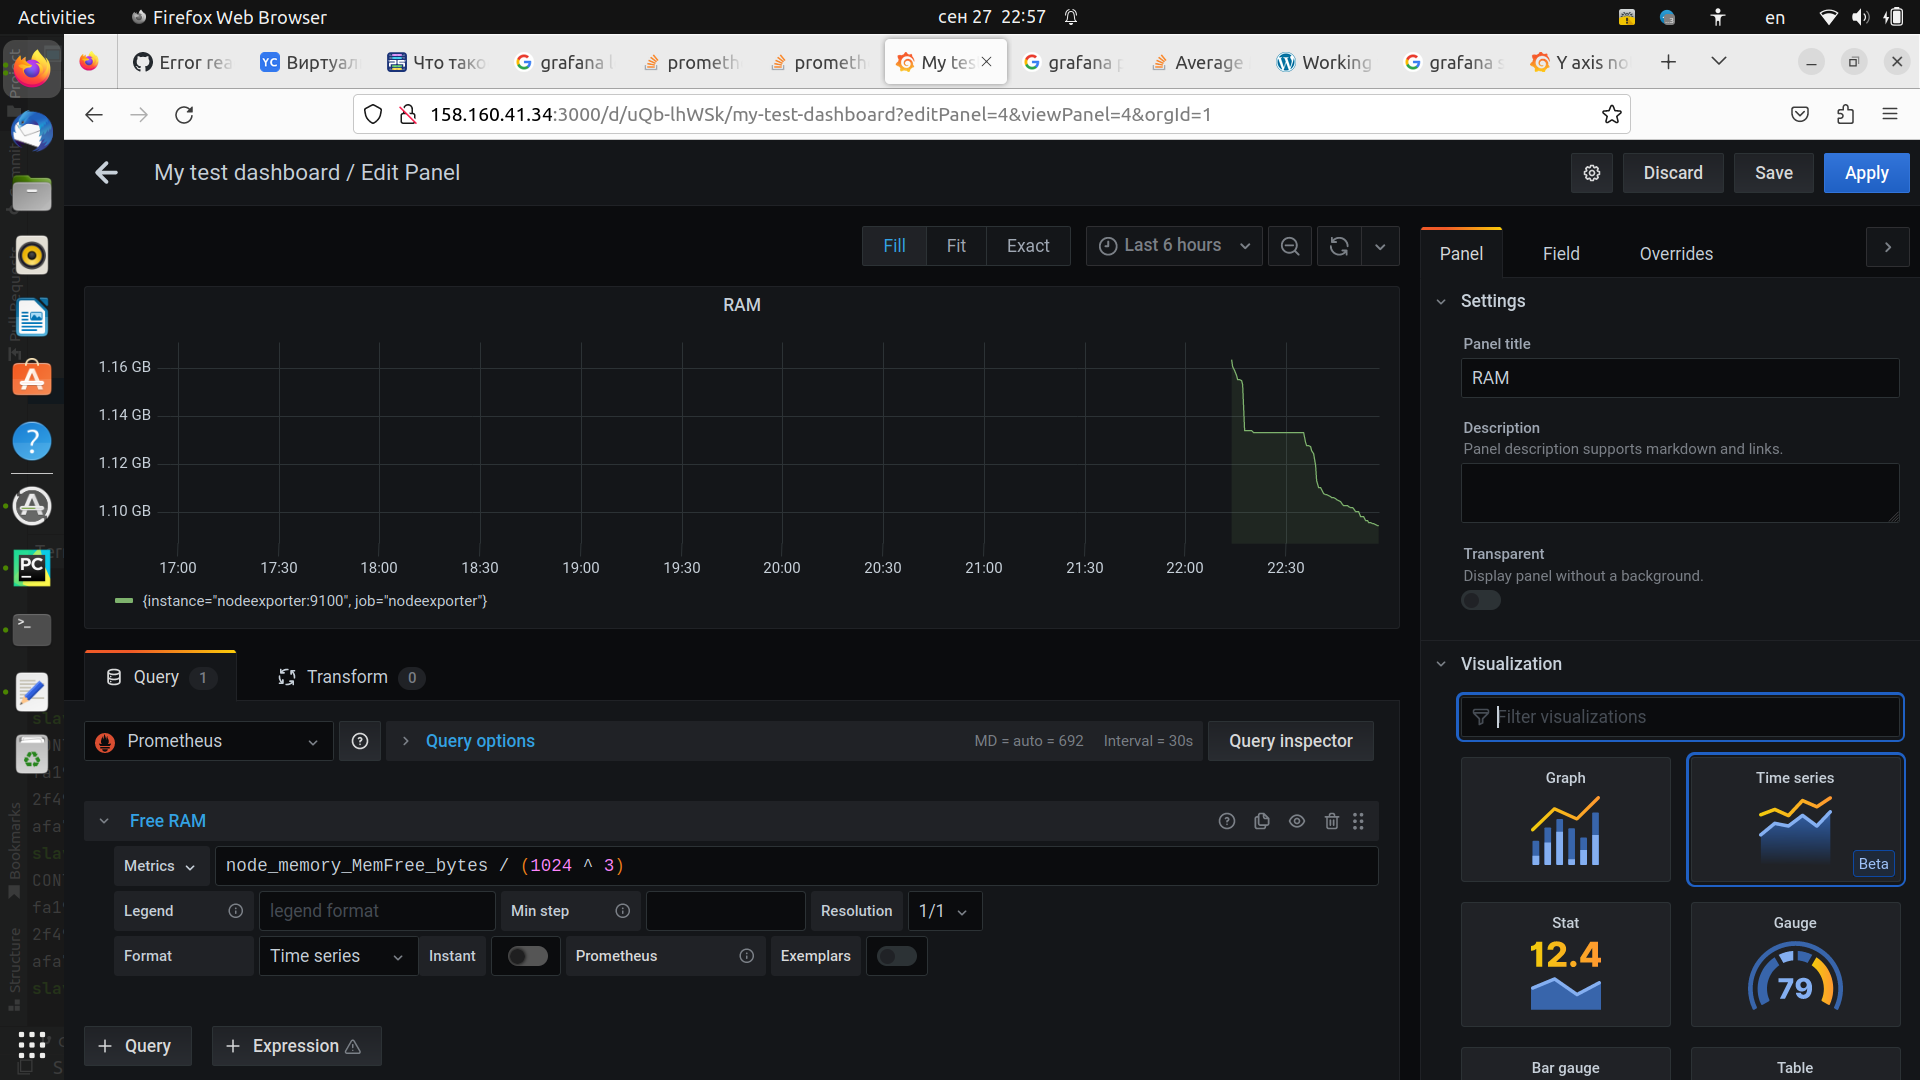 Activities
Firefox Web Browser
сен 27 22:57
en
Error rea
Виртуал
Что тако
grafana l
prometh
prometh
My tes
grafana p
Average
Working
grafana s
Y axis no
158.160.41.34:3000/d/uQb-lhWSk/my-test-dashboard?editPanel=4&viewPanel=4&orgId=1
My test dashboard / Edit Panel
Discard
Save
Apply
Fill
Fit
Exact
Last 6 hours
Panel
Field
Overrides
RAM
1.16 GB
1.14 GB
1.12 GB
1.10 GB
17:00 17:30 18:00 18:30 19:00 19:30 20:00 20:30 21:00 21:30 22:00 22:30
{instance="nodeexporter:9100", job="nodeexporter"}
Settings
Panel title
RAM
Description
Panel description supports markdown and links.
Transparent
Display panel without a background.
Visualization
Filter visualizations
Graph
Time series
Beta
Stat
12.4
Gauge
79
Bar gauge
Table
Query 1
Transform 0
Prometheus
Query options
MD = auto = 692
Interval = 30s
Query inspector
Free RAM
Metrics
node_memory_MemFree_bytes / (1024 ^ 3)
Legend
legend format
Min step
Resolution
1/1
Format
Time series
Instant
Prometheus
Exemplars
+ Query
+ Expression
Bookmarks
Structure